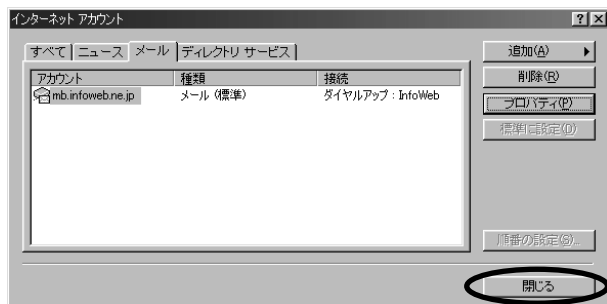 インターネット アカウント
すべて ニュース メール ディレクトリ サービス
アカウント 種類 接続
mb.infoweb.ne.jp メール (標準) ダイヤルアップ : InfoWeb
追加(A)
削除(R)
プロパティ(P)
標準に設定(D)
順番の設定(S)...
閉じる